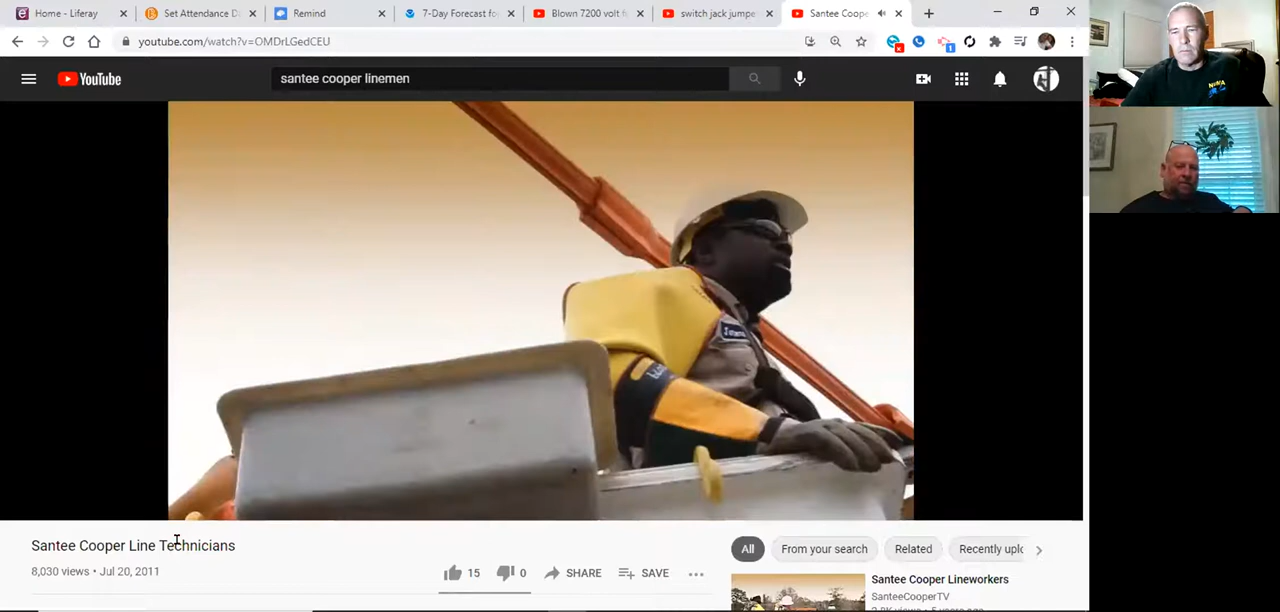 Home - Liferay
Set Attendance D
Remind
7-Day Forecast fo
Blown 7200 volt f
switch jack jumpe
Santee Coope
youtube.com/watch?v=OMDrLGedCEU
1
YouTube
santee cooper linemen
Santee Cooper Line Technicians
8,030 views • Jul 20, 2011
15
0
SHARE
SAVE
All
From your search
Related
Recently uplo
Santee Cooper Lineworkers
SanteeCooperTV